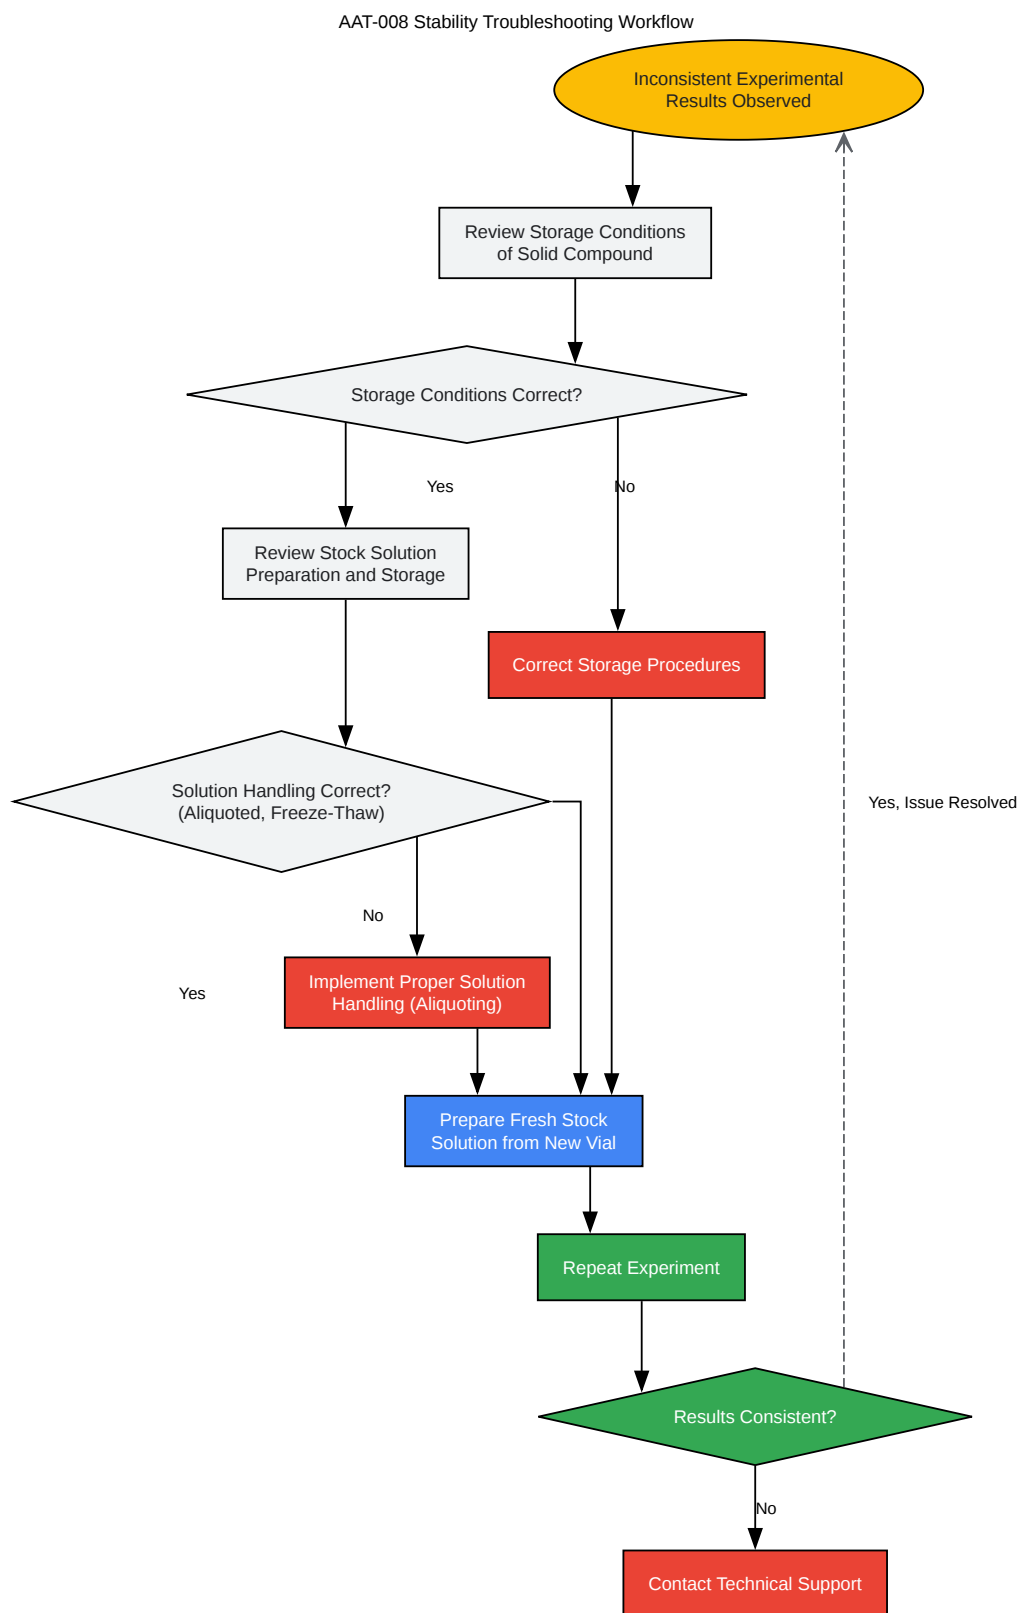 AAT-008 Stability Troubleshooting Workflow
Inconsistent Experimental
Results Observed
Review Storage Conditions
of Solid Compound
Storage Conditions Correct?
Yes
No
Review Stock Solution
Preparation and Storage
Correct Storage Procedures
Solution Handling Correct?
(Aliquoted, Freeze-Thaw)
Yes, Issue Resolved
No
Implement Proper Solution
Handling (Aliquoting)
Yes
Prepare Fresh Stock
Solution from New Vial
Repeat Experiment
Results Consistent?
No
Contact Technical Support